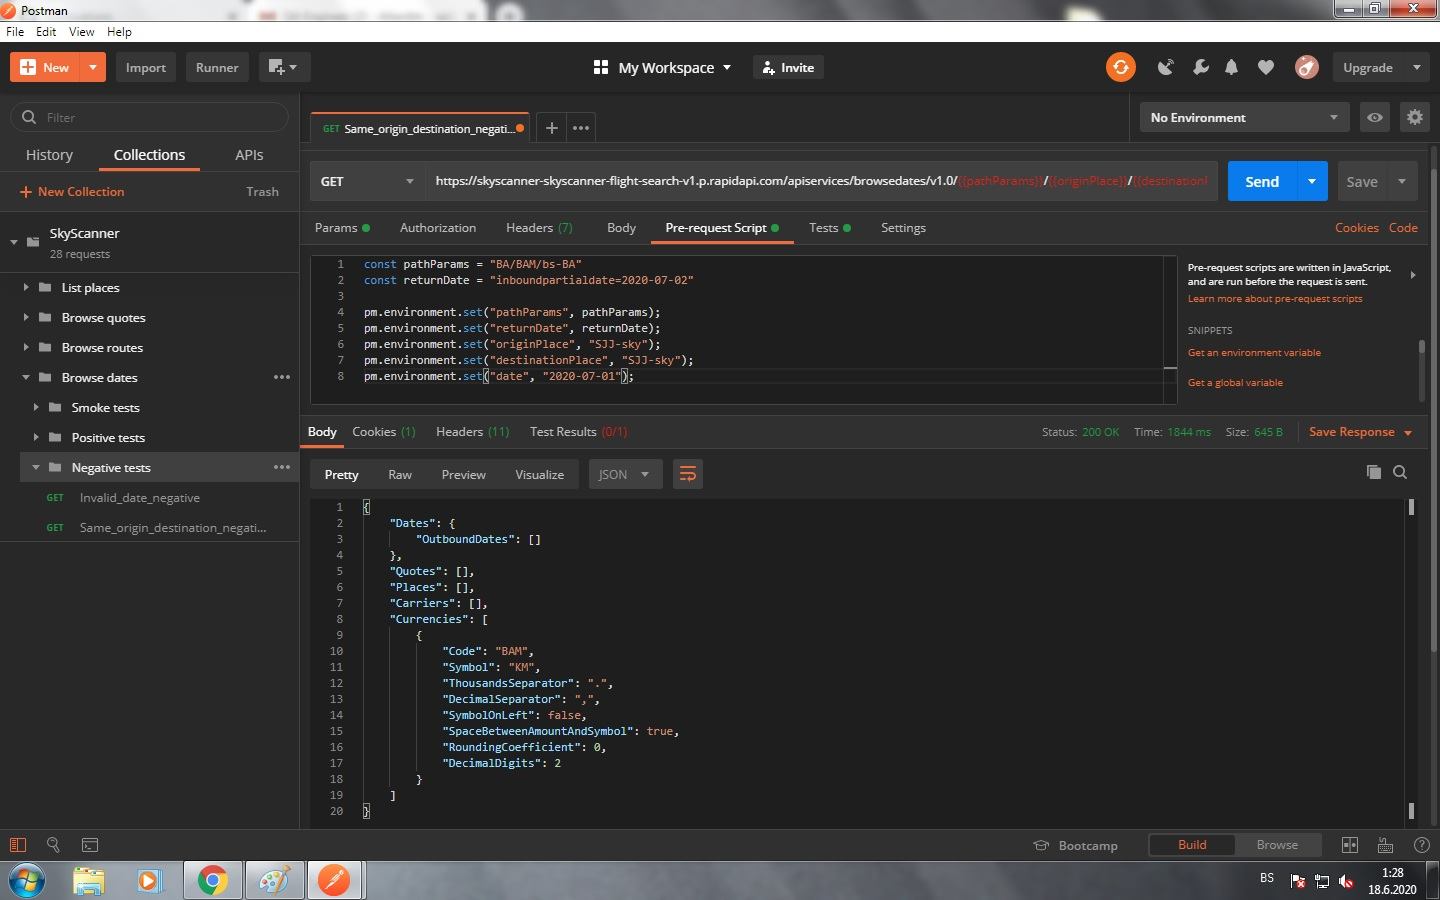 Postman
File Edit View Help
New Import Runner My Workspace Invite Upgrade
Filter
History Collections APIs
New Collection Trash
SkyScanner
28 requests
List places
Browse quotes
Browse routes
Browse dates
Smoke tests
Positive tests
Negative tests
GET Invalid_date_negative
GET Same_origin_destination_negati...
GET Same_origin_destination_negati...
No Environment
GET https://skyscanner-skyscanner-flight-search-v1.p.rapidapi.com/apiservices/browsedates/v1.0/{{pathParams}}/{{originPlace}}/{{destinationl Send Save
Params Authorization Headers (7) Body Pre-request Script Tests Settings Cookies Code
1 const pathParams = "BA/BAM/bs-BA"
2 const returnDate = "inboundpartialdate=2020-07-02"
3
4 pm.environment.set("pathParams", pathParams);
5 pm.environment.set("returnDate", returnDate);
6 pm.environment.set("originPlace", "SJJ-sky");
7 pm.environment.set("destinationPlace", "SJJ-sky");
8 pm.environment.set("date", "2020-07-01");
Pre-request scripts are written in JavaScript,
and are run before the request is sent.
Learn more about pre-request scripts
SNIPPETS
Get an environment variable
Get a global variable
Body Cookies (1) Headers (11) Test Results (0/1) Status: 200 OK Time: 1844 ms Size: 645 B Save Response
Pretty Raw Preview Visualize JSON
1 {
2 "Dates": {
3 "OutboundDates": []
4 },
5 "Quotes": [],
6 "Places": [],
7 "Carriers": [],
8 "Currencies": [
9 {
10 "Code": "BAM",
11 "Symbol": "KM",
12 "ThousandsSeparator": ".",
13 "DecimalSeparator": ",",
14 "SymbolOnLeft": false,
15 "SpaceBetweenAmountAndSymbol": true,
16 "RoundingCoefficient": 0,
17 "DecimalDigits": 2
18 }
19 ]
20 }
Bootcamp Build Browse
BS 1:28
18.6.2020